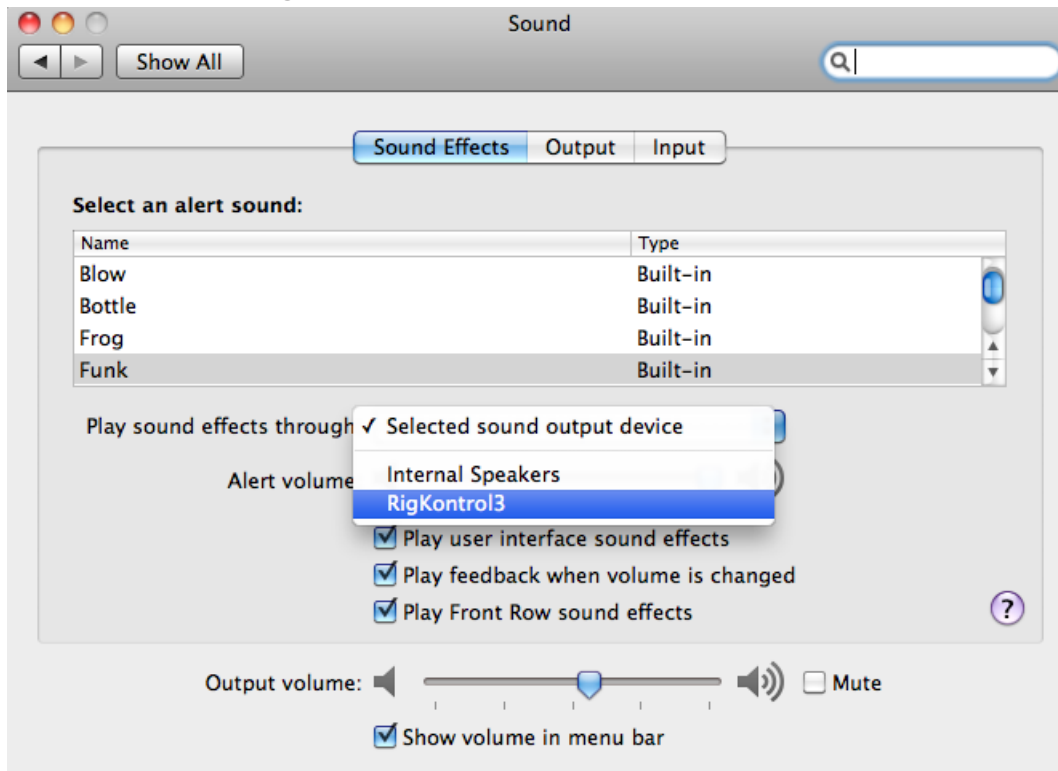 Sound
Show All
Sound Effects Output Input
Select an alert sound:
Name Type
Blow Built-in
Bottle Built-in
Frog Built-in
Funk Built-in
Play sound effects through ✓ Selected sound output device
Internal Speakers
Alert volume
RigKontrol3
Play user interface sound effects
Play feedback when volume is changed
Play Front Row sound effects
?
Output volume: Mute
Show volume in menu bar